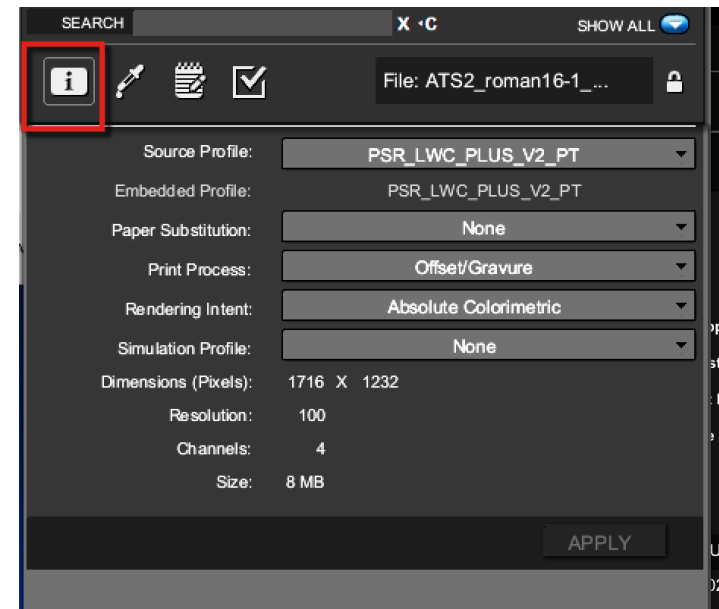 SEARCH X C SHOW ALL
i File: ATS2_roman16-1_...
Source Profile: PSR_LWC_PLUS_V2_PT
Embedded Profile: PSR_LWC_PLUS_V2_PT
Paper Substitution: None
Print Process: Offset/Gravure
Rendering Intent: Absolute Colorimetric
Simulation Profile: None
Dimensions (Pixels): 1716 X 1232
Resolution: 100
Channels: 4
Size: 8 MB
APPLY